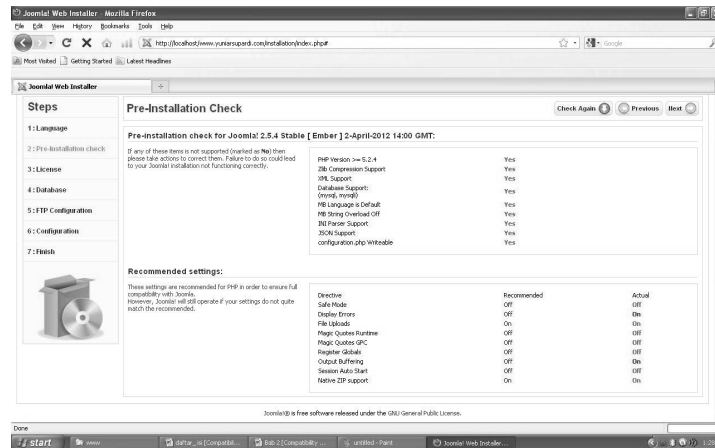 Joomla! Web Installer - Mozilla Firefox
File Edit View History Bookmarks Tools Help
http://localhost/www.yuniarsupardi.com/installation/index.php#
Google
Most Visited Getting Started Latest Headlines
Joomla! Web Installer
Steps
1 : Language
2 : Pre-Installation check
3 : License
4 : Database
5 : FTP Configuration
6 : Configuration
7 : Finish
Pre-Installation Check
Check Again Previous Next
Pre-installation check for Joomla! 2.5.4 Stable [ Ember ] 2-April-2012 14:00 GMT:
If any of these items is not supported (marked as No) then
please take actions to correct them. Failure to do so could lead
to your Joomla! installation not functioning correctly.
PHP Version >= 5.2.4 Yes
Zlib Compression Support Yes
XML Support Yes
Database Support:
(mysql, mysqli) Yes
MB Language is Default Yes
MB String Overload Off Yes
INI Parser Support Yes
JSON Support Yes
configuration.php Writeable Yes
Recommended settings:
These settings are recommended for PHP in order to ensure full
compatibility with Joomla.
However, Joomla! will still operate if your settings do not quite
match the recommended.
Directive Recommended Actual
Safe Mode Off Off
Display Errors Off On
File Uploads On On
Magic Quotes Runtime Off Off
Magic Quotes GPC Off Off
Register Globals Off Off
Output Buffering Off On
Session Auto Start Off Off
Native ZIP support On On
Joomla!® is free software released under the GNU General Public License.
Done
start www daftar_isi [Compatibil... Bab 2 [Compatibility ... untitled - Paint Joomla! Web Installer...